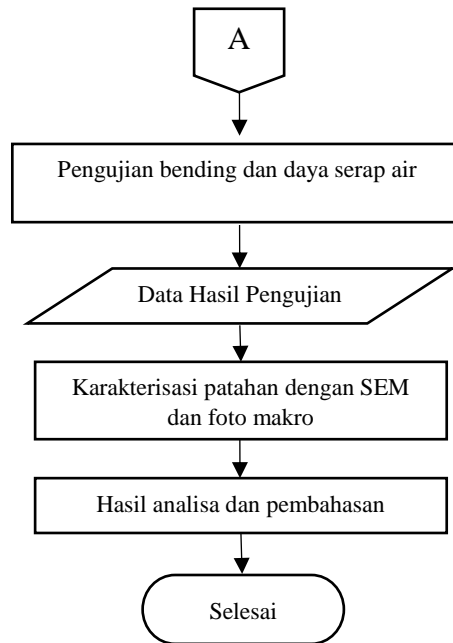 A
Pengujian bending dan daya serap air
Data Hasil Pengujian
Karakterisasi patahan dengan SEM
dan foto makro
Hasil analisa dan pembahasan
Selesai